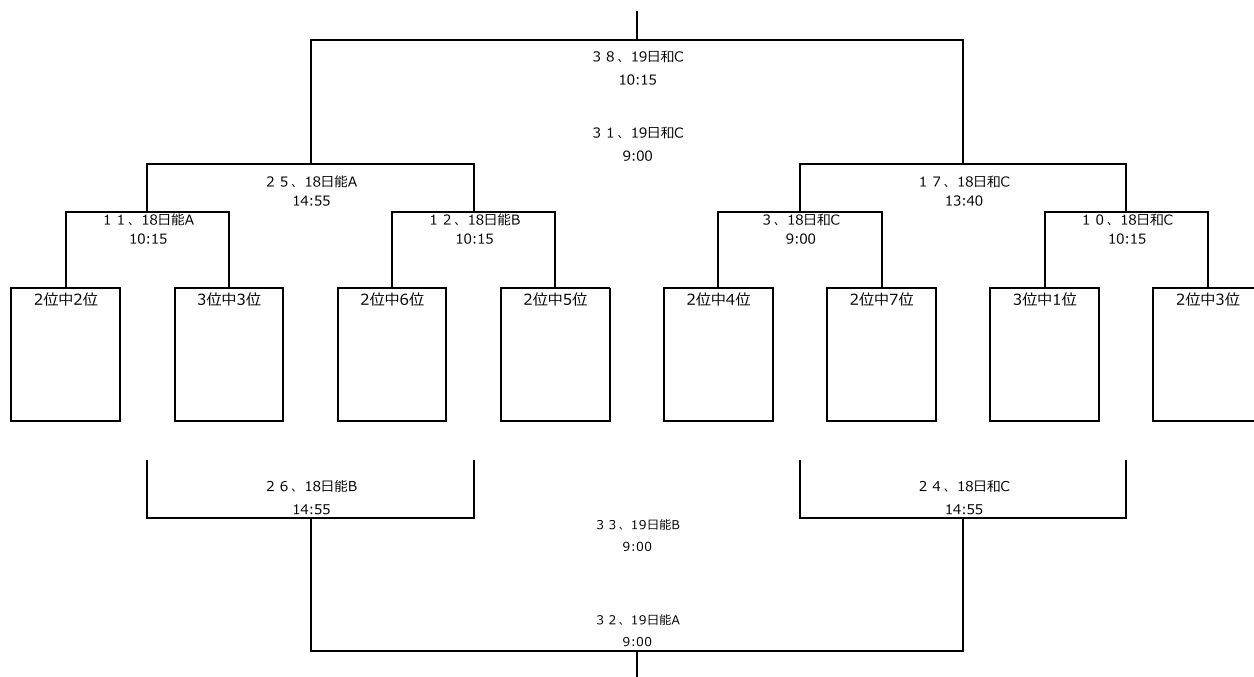 ３８、19日和C
10:15
３１、19日和C
9:00
２５、18日能A
14:55
１７、18日和C
13:40
１１、18日能A
10:15
１２、18日能B
10:15
3、18日和C
9:00
１０、18日和C
10:15
2位中2位
3位中3位
2位中6位
2位中5位
2位中4位
2位中7位
3位中1位
2位中3位
２６、18日能B
14:55
２４、18日和C
14:55
３３、19日能B
9:00
３２、19日能A
9:00